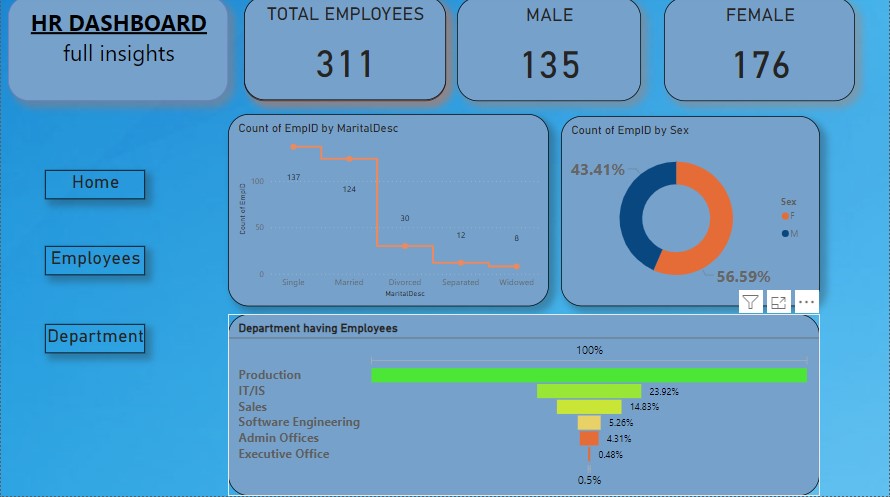 HR DASHBOARD
full insights
TOTAL EMPLOYEES
311
MALE
135
FEMALE
176
Home
Employees
Department
Count of EmpID by MaritalDesc
Count of EmpID
100
50
0
137
124
30
12
8
Single Married Divorced Separated Widowed
MaritalDesc
Count of EmpID by Sex
43.41%
56.59%
Sex
F
M
Department having Employees
100%
Production
IT/IS 23.92%
Sales 14.83%
Software Engineering 5.26%
Admin Offices 4.31%
Executive Office 0.48%
0.5%